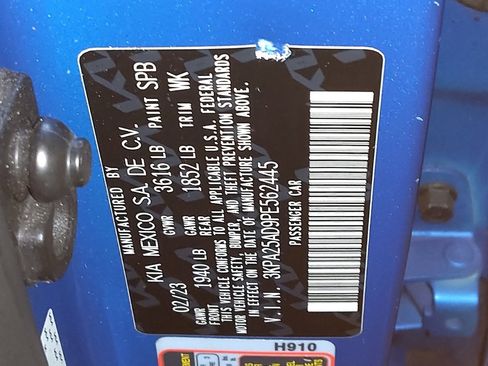 MANUFACTURED BY
KIA MEXICO S.A. DE C.V.
02/23 GVWR 3616 LB PAINT SPB
GAWR FRONT 1940 LB GAWR REAR 1852 LB TRIM WK
THIS VEHICLE CONFORMS TO ALL APPLICABLE U.S.A. FEDERAL
MOTOR VEHICLE SAFETY, BUMPER, AND THEFT PREVENTION STANDARDS
IN EFFECT ON THE DATE OF MANUFACTURE SHOWN ABOVE.
V.I.N. 3KPA25AD9PE562445
PASSENGER CAR
H910